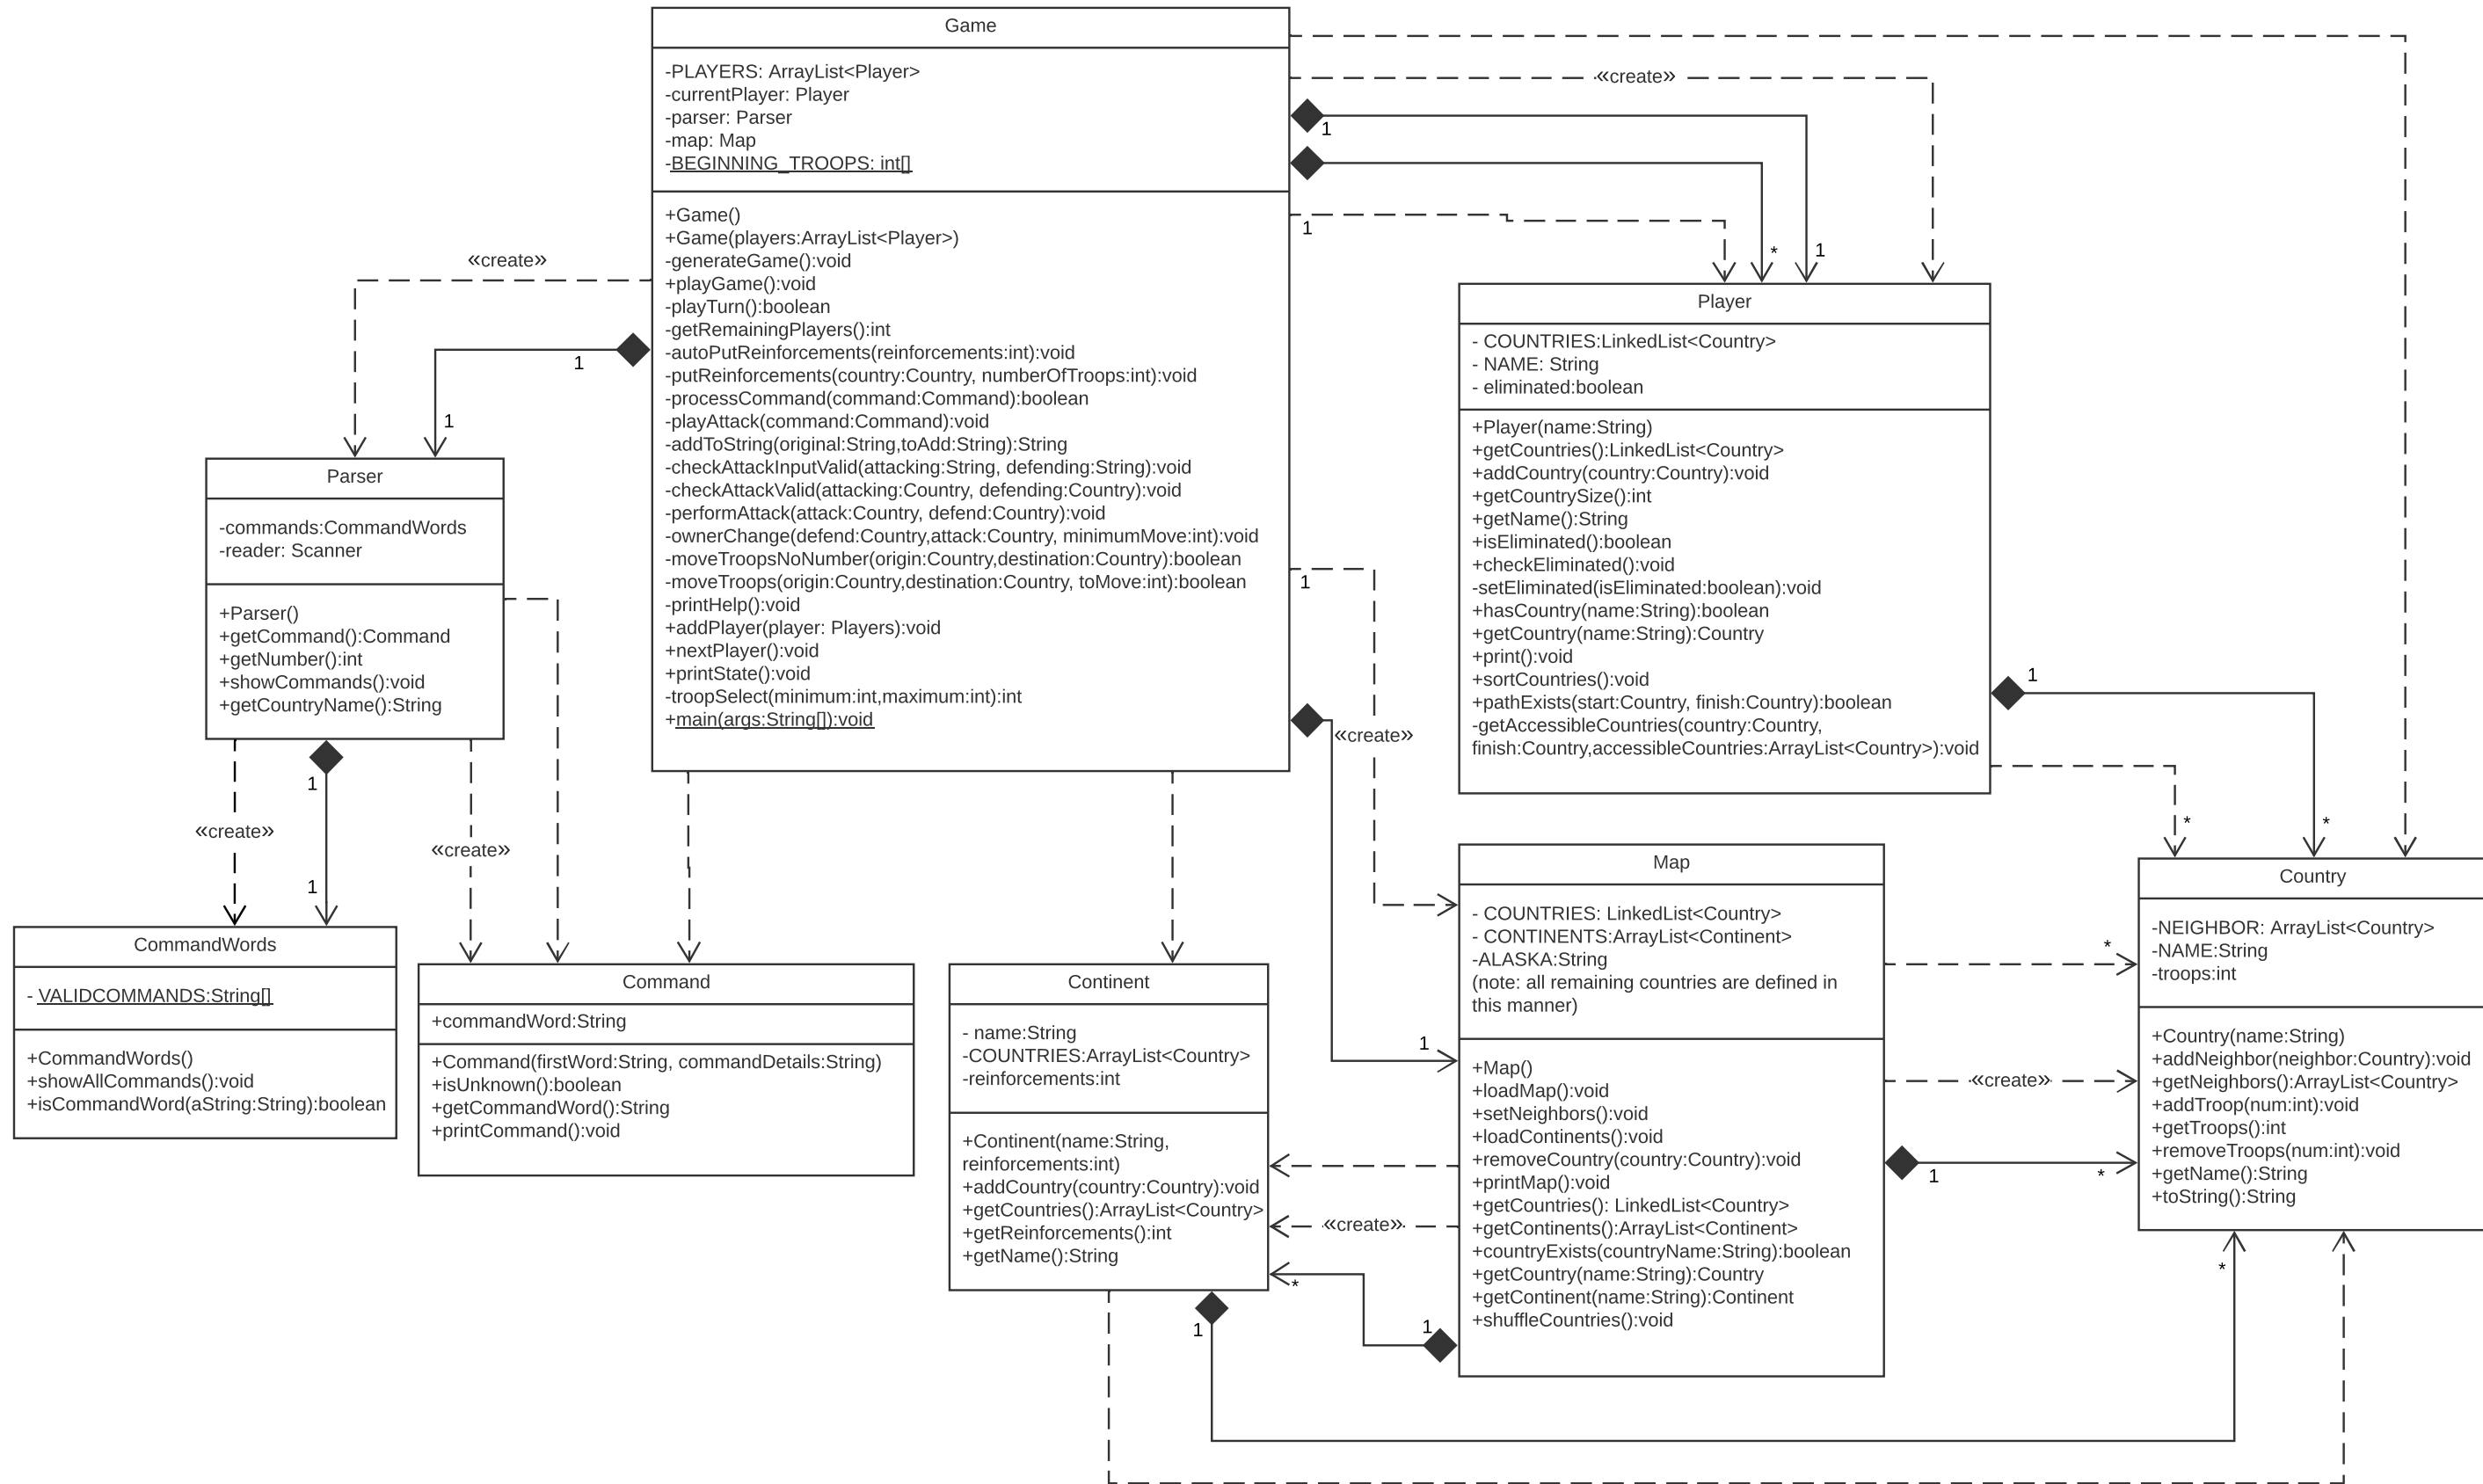 Game
-PLAYERS: ArrayList<Player>
-currentPlayer: Player
-parser: Parser
-map: Map
-BEGINNING_TROOPS: int[]
+Game()
+Game(players:ArrayList<Player>)
-generateGame():void
+playGame():void
-playTurn():boolean
-getRemainingPlayers():int
-autoPutReinforcements(reinforcements:int):void
-putReinforcements(country:Country, numberOfTroops:int):void
-processCommand(command:Command):boolean
-playAttack(command:Command):void
-addToString(original:String,toAdd:String):String
-checkAttackInputValid(attacking:String, defending:String):void
-checkAttackValid(attacking:Country, defending:Country):void
-performAttack(attack:Country, defend:Country):void
-ownerChange(defend:Country,attack:Country, minimumMove:int):void
-moveTroopsNoNumber(origin:Country,destination:Country):boolean
-moveTroops(origin:Country,destination:Country, toMove:int):boolean
-printHelp():void
+addPlayer(player: Players):void
+nextPlayer():void
+printState():void
-troopSelect(minimum:int,maximum:int):int
+main(args:String[]):void
«create»
1
1
*
1
«create»
1
1
1
«create»
1
Player
- COUNTRIES:LinkedList<Country>
- NAME: String
- eliminated:boolean
+Player(name:String)
+getCountries():LinkedList<Country>
+addCountry(country:Country):void
+getCountrySize():int
+getName():String
+isEliminated():boolean
+checkEliminated():void
-setEliminated(isEliminated:boolean):void
+hasCountry(name:String):boolean
+getCountry(name:String):Country
+print():void
+sortCountries():void
+pathExists(start:Country, finish:Country):boolean
-getAccessibleCountries(country:Country,
finish:Country,accessibleCountries:ArrayList<Country>):void
1
*
*
Parser
-commands:CommandWords
-reader: Scanner
+Parser()
+getCommand():Command
+getNumber():int
+showCommands():void
+getCountryName():String
1
«create»
1
«create»
CommandWords
- VALIDCOMMANDS:String[]
+CommandWords()
+showAllCommands():void
+isCommandWord(aString:String):boolean
Command
+commandWord:String
+Command(firstWord:String, commandDetails:String)
+isUnknown():boolean
+getCommandWord():String
+printCommand():void
Continent
- name:String
-COUNTRIES:ArrayList<Country>
-reinforcements:int
+Continent(name:String,
reinforcements:int)
+addCountry(country:Country):void
+getCountries():ArrayList<Country>
+getReinforcements():int
+getName():String
1
Map
- COUNTRIES: LinkedList<Country>
- CONTINENTS:ArrayList<Continent>
-ALASKA:String
(note: all remaining countries are defined in
this manner)
+Map()
+loadMap():void
+setNeighbors():void
+loadContinents():void
+removeCountry(country:Country):void
+printMap():void
+getCountries(): LinkedList<Country>
+getContinents():ArrayList<Continent>
+countryExists(countryName:String):boolean
+getCountry(name:String):Country
+getContinent(name:String):Continent
+shuffleCountries():void
«create»
*
1
*
«create»
1
*
Country
-NEIGHBOR: ArrayList<Country>
-NAME:String
-troops:int
+Country(name:String)
+addNeighbor(neighbor:Country):void
+getNeighbors():ArrayList<Country>
+addTroop(num:int):void
+getTroops():int
+removeTroops(num:int):void
+getName():String
+toString():String
*